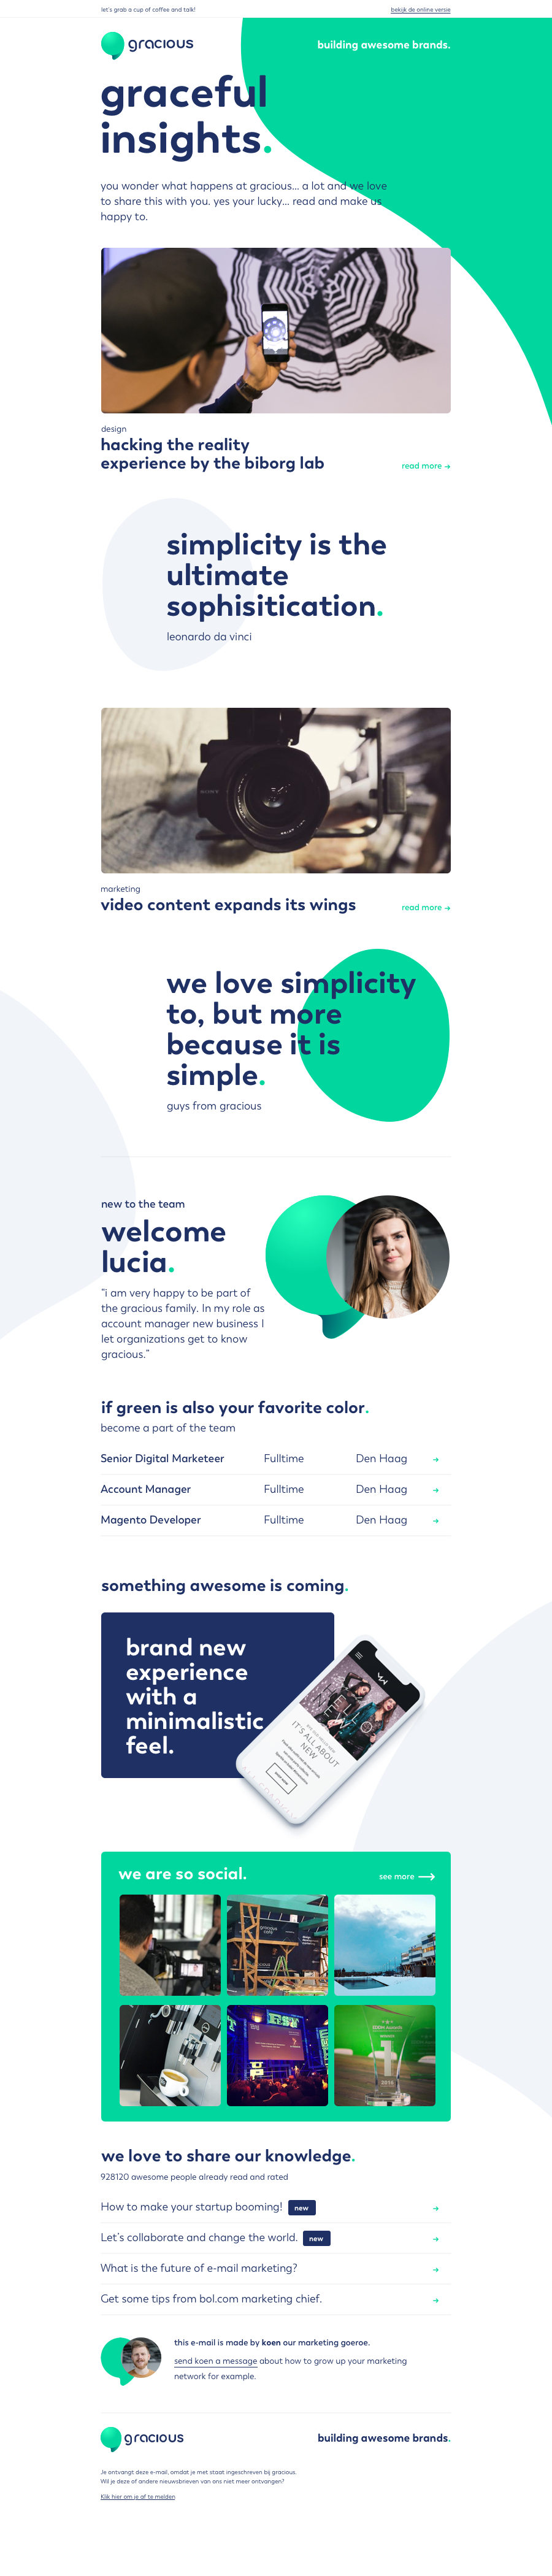 let's grab a cup of coffee and talk!
bekijk de online versie
gracious
building awesome brands.
graceful
insights.
you wonder what happens at gracious... a lot and we love
to share this with you. yes your lucky... read and make us
happy to.
design
hacking the reality
experience by the biborg lab
read more →
simplicity is the
ultimate
sophisitication.
leonardo da vinci
SONY
marketing
video content expands its wings
read more →
we love simplicity
to, but more
because it is
simple.
guys from gracious
new to the team
welcome
lucia.
"i am very happy to be part of
the gracious family. In my role as
account manager new business I
let organizations get to know
gracious."
if green is also your favorite color.
become a part of the team
Senior Digital Marketeer Fulltime Den Haag →
Account Manager Fulltime Den Haag →
Magento Developer Fulltime Den Haag →
something awesome is coming.
brand new
experience
with a
minimalistic
feel.
IT'S ALL ABOUT
NEW
we are so social.
see more
gracious
1
2016
we love to share our knowledge.
928120 awesome people already read and rated
How to make your startup booming! new →
Let's collaborate and change the world. new →
What is the future of e-mail marketing? →
Get some tips from bol.com marketing chief. →
this e-mail is made by koen our marketing goeroe.
send koen a message about how to grow up your marketing
network for example.
gracious
building awesome brands.
Je ontvangt deze e-mail, omdat je met staat ingeschreven bij gracious.
Wil je deze of andere nieuwsbrieven van ons niet meer ontvangen?
Klik hier om je af te melden